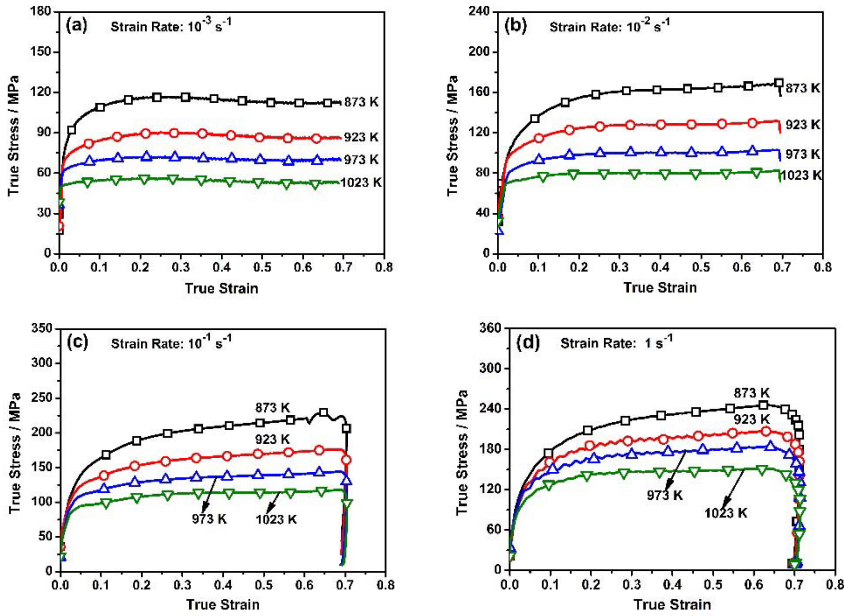 (a) Strain Rate: 10⁻³ s⁻¹
True Stress / MPa
180
150
120
90
60
30
0
873 K
923 K
973 K
1023 K
0.0 0.1 0.2 0.3 0.4 0.5 0.6 0.7 0.8
True Strain
(b) Strain Rate: 10⁻² s⁻¹
True Stress / MPa
240
200
160
120
80
40
0
873 K
923 K
973 K
1023 K
0.0 0.1 0.2 0.3 0.4 0.5 0.6 0.7 0.8
True Strain
(c) Strain Rate: 10⁻¹ s⁻¹
True Stress / MPa
350
300
250
200
150
100
50
0
873 K
923 K
973 K
1023 K
0.0 0.1 0.2 0.3 0.4 0.5 0.6 0.7 0.8
True Strain
(d) Strain Rate: 1 s⁻¹
True Stress / MPa
360
300
240
180
120
60
0
873 K
923 K
973 K
1023 K
0.0 0.1 0.2 0.3 0.4 0.5 0.6 0.7 0.8
True Strain